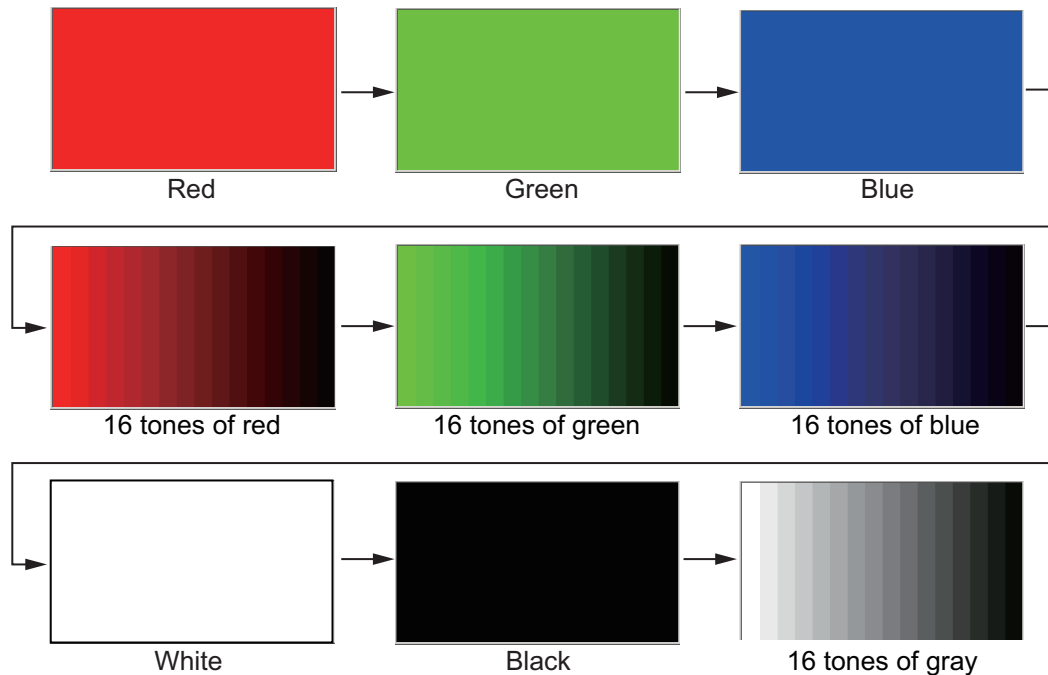 Red
Green
Blue
16 tones of red
16 tones of green
16 tones of blue
White
Black
16 tones of gray